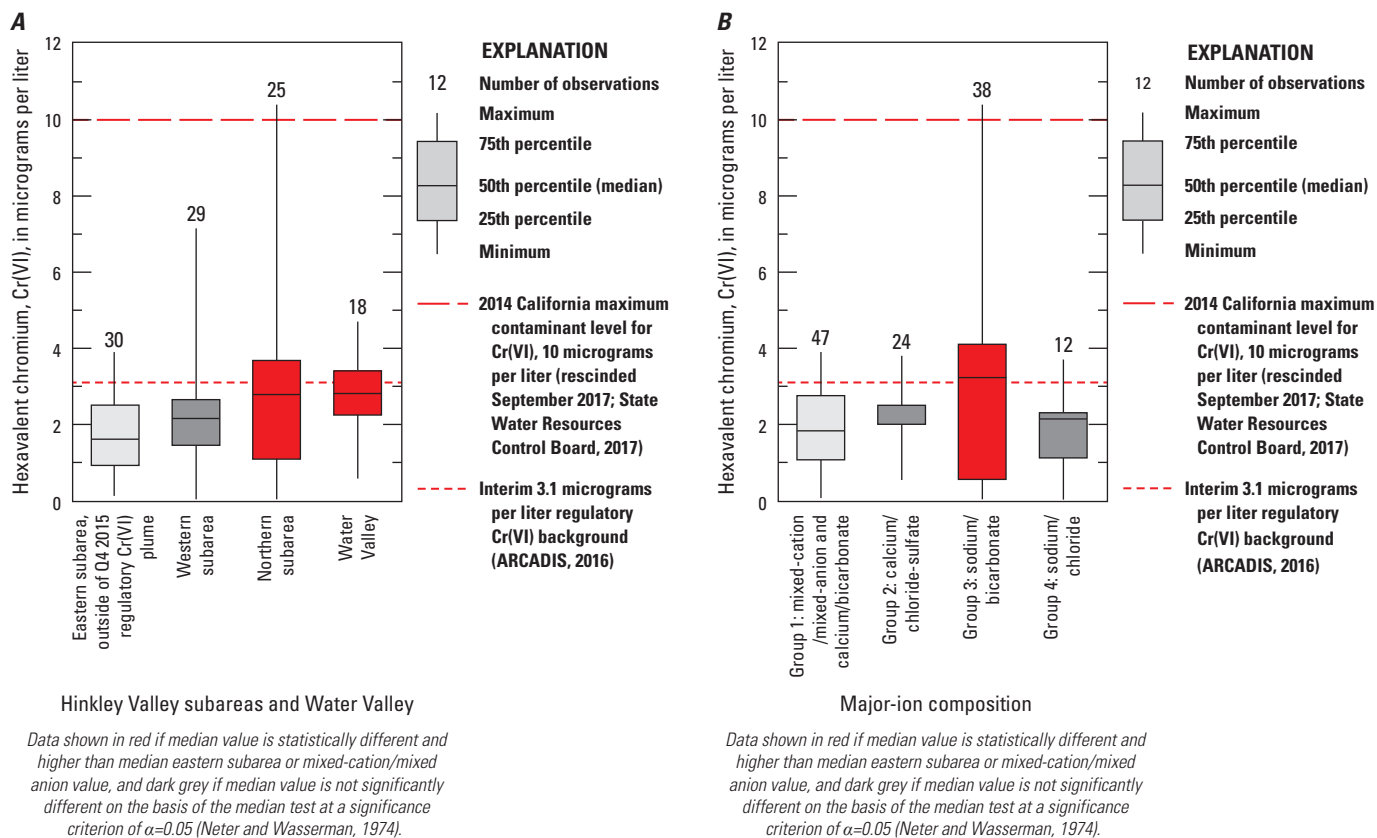 A
Hexavalent chromium, Cr(VI), in micrograms per liter
12
10
8
6
4
2
0
30
29
25
18
Eastern subarea,
outside of Q4 2015
regulatory Cr(VI)
plume
Western
subarea
Northern
subarea
Water
Valley
Hinkley Valley subareas and Water Valley
Data shown in red if median value is statistically different and
higher than median eastern subarea or mixed-cation/mixed
anion value, and dark grey if median value is not significantly
different on the basis of the median test at a significance
criterion of α=0.05 (Neter and Wasserman, 1974).
EXPLANATION
12 Number of observations
Maximum
75th percentile
50th percentile (median)
25th percentile
Minimum
2014 California maximum
contaminant level for
Cr(VI), 10 micrograms
per liter (rescinded
September 2017; State
Water Resources
Control Board, 2017)
Interim 3.1 micrograms
per liter regulatory
Cr(VI) background
(ARCADIS, 2016)
B
Hexavalent chromium, Cr(VI), in micrograms per liter
12
10
8
6
4
2
0
47
24
38
12
Group 1: mixed-cation
/mixed-anion and
calcium/bicarbonate
Group 2: calcium/
chloride-sulfate
Group 3: sodium/
bicarbonate
Group 4: sodium/
chloride
Major-ion composition
Data shown in red if median value is statistically different and
higher than median eastern subarea or mixed-cation/mixed
anion value, and dark grey if median value is not significantly
different on the basis of the median test at a significance
criterion of α=0.05 (Neter and Wasserman, 1974).
EXPLANATION
12 Number of observations
Maximum
75th percentile
50th percentile (median)
25th percentile
Minimum
2014 California maximum
contaminant level for
Cr(VI), 10 micrograms
per liter (rescinded
September 2017; State
Water Resources
Control Board, 2017)
Interim 3.1 micrograms
per liter regulatory
Cr(VI) background
(ARCADIS, 2016)